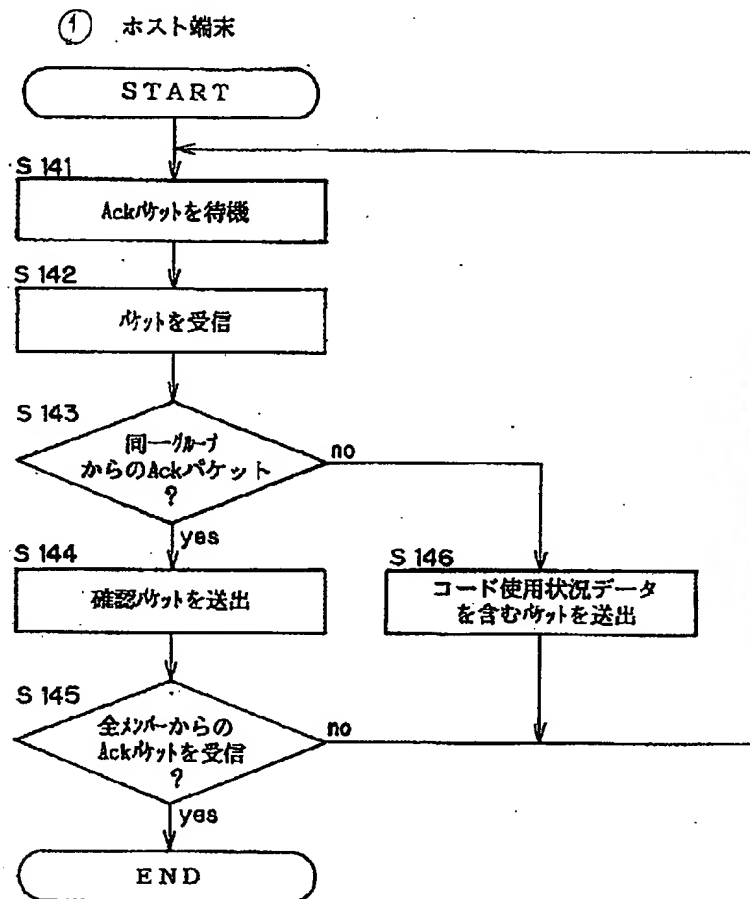 ① ホスト端末
START
S 141
Ackパケットを待機
S 142
パケットを受信
S 143
同一グループ
からのAckパケット
?
no
yes
S 144
確認パケットを送出
S 146
コード使用状況データ
を含むパケットを送出
S 145
全メンバーからの
Ackパケットを受信
?
no
yes
END